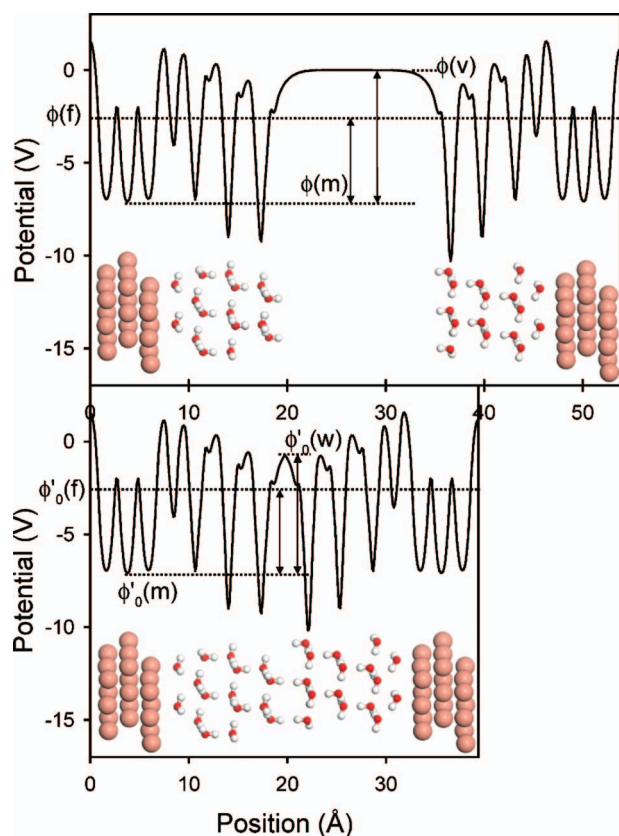 0
-5
-10
-15
Potential (V)
ϕ(f)
ϕ(v)
ϕ(m)
0 10 20 30 40 50
0
-5
-10
-15
Potential (V)
ϕ'₀(f)
ϕ'₀(w)
ϕ'₀(m)
0 10 20 30
Position (Å)